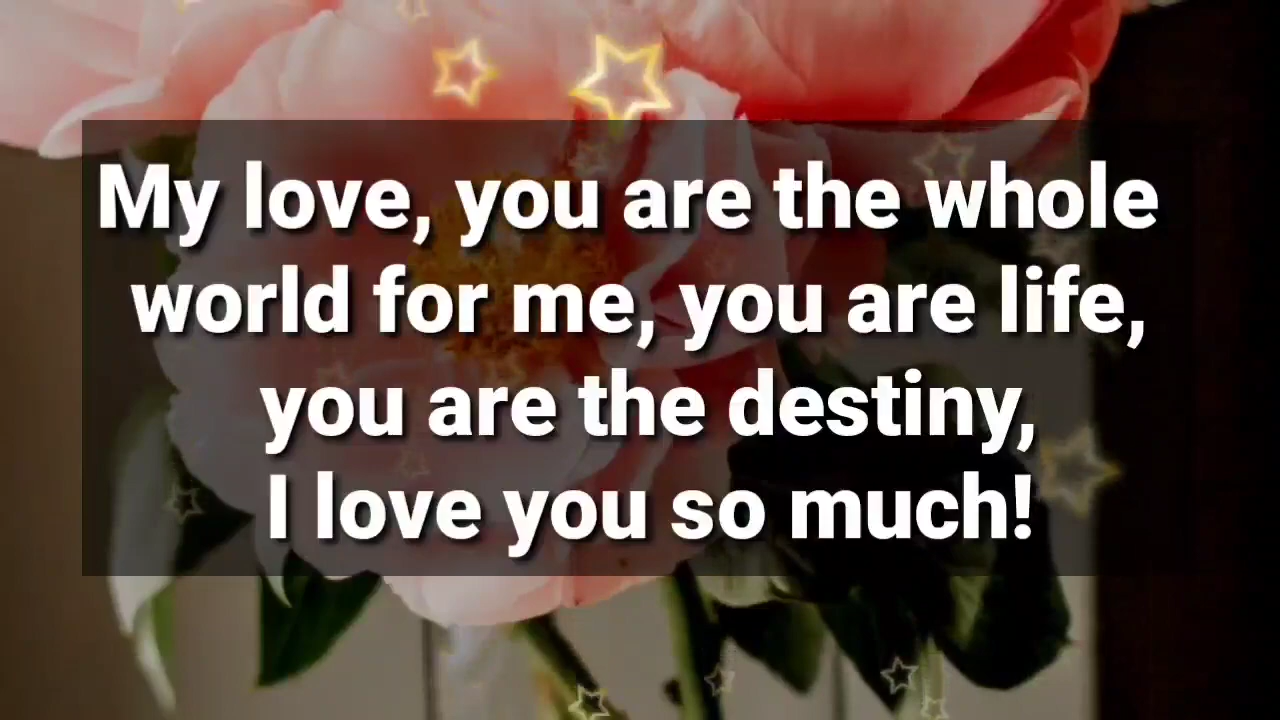 My love, you are the whole
world for me, you are life,
you are the destiny,
I love you so much!